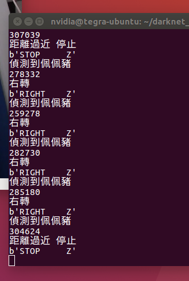 nvidia@tegra-ubuntu: ~/darknet_
307039
距離過近 停止
b'STOP    Z'
偵測到佩佩豬
278332
右轉
b'RIGHT   Z'
偵測到佩佩豬
259278
右轉
b'RIGHT   Z'
偵測到佩佩豬
282730
右轉
b'RIGHT   Z'
偵測到佩佩豬
285180
右轉
b'RIGHT   Z'
偵測到佩佩豬
304624
距離過近 停止
b'STOP    Z'